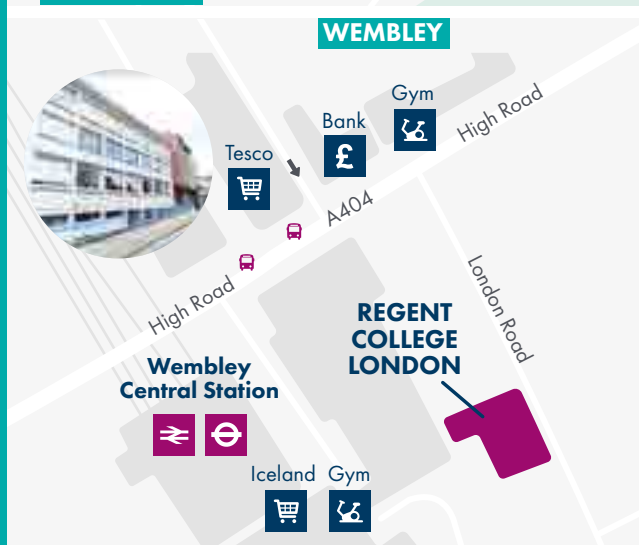 WEMBLEY
Gym
Bank
£
High Road
Tesco
A404
High Road
London Road
REGENT
COLLEGE
LONDON
Wembley
Central Station
Iceland
Gym